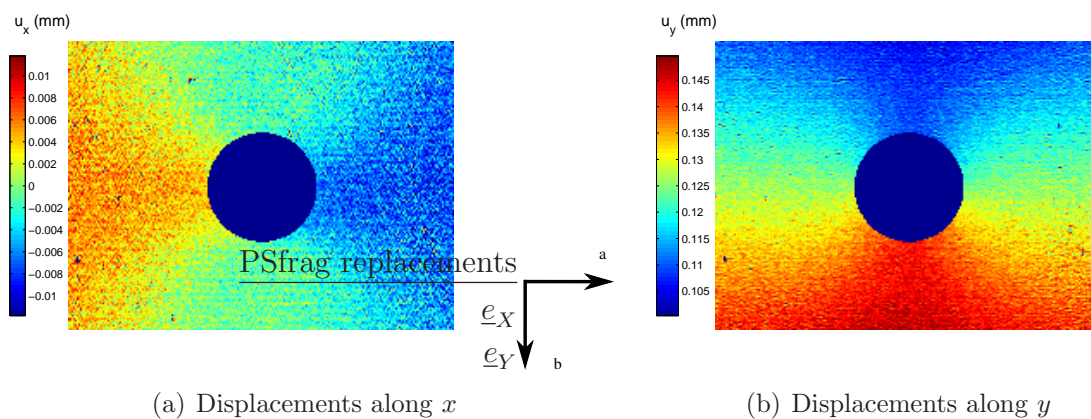 u_x (mm)
0.01
0.008
0.006
0.004
0.002
0
−0.002
−0.004
−0.006
−0.008
−0.01
PSfrag replacements
a
e_X
e_Y
b
(a) Displacements along x
u_y (mm)
0.145
0.14
0.135
0.13
0.125
0.12
0.115
0.11
0.105
(b) Displacements along y